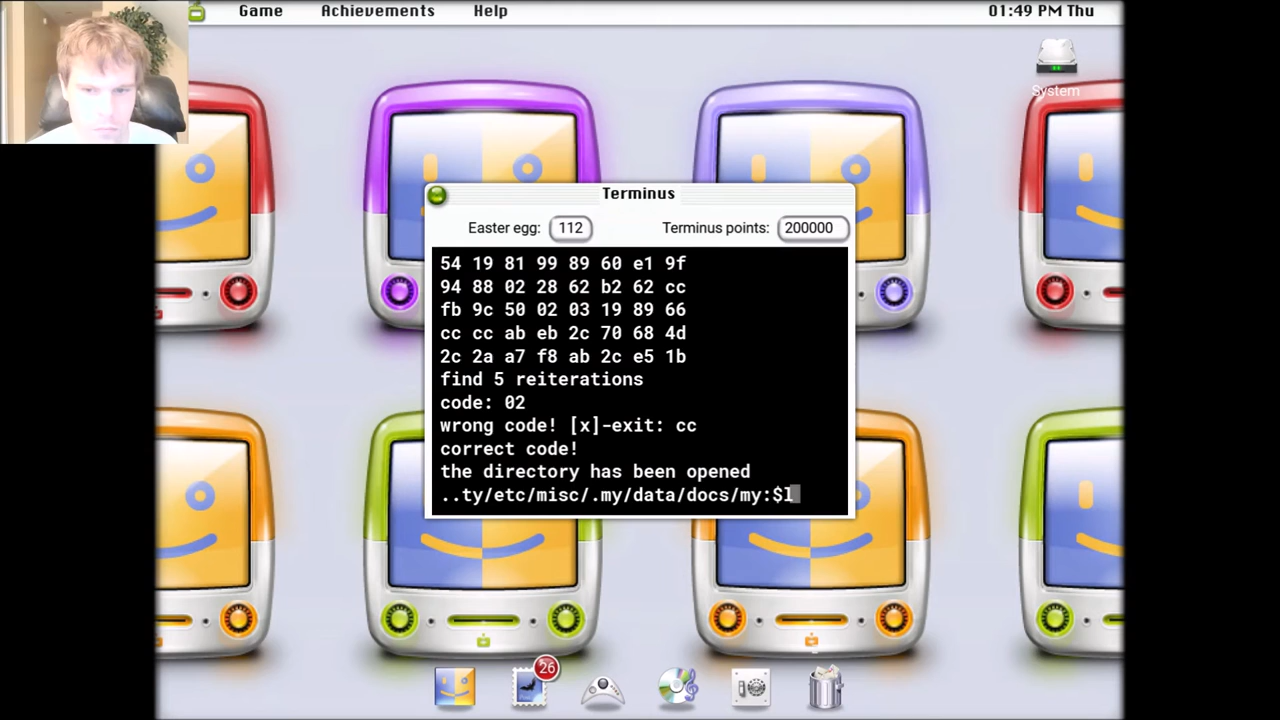 Game Achievements Help 01:49 PM Thu
System
Terminus
Easter egg: 112 Terminus points: 200000
54 19 81 99 89 60 e1 9f
94 88 02 28 62 b2 62 cc
fb 9c 50 02 03 19 89 66
cc cc ab eb 2c 70 68 4d
2c 2a a7 f8 ab 2c e5 1b
find 5 reiterations
code: 02
wrong code! [x]-exit: cc
correct code!
the directory has been opened
..ty/etc/misc/.my/data/docs/my:$l
26